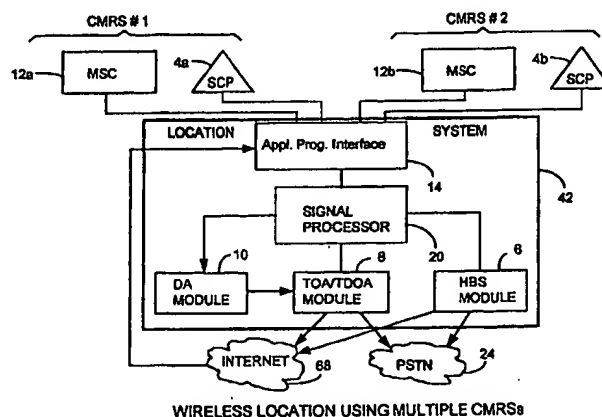 CMRS # 1
CMRS # 2
12a
MSC
4a
SCP
12b
MSC
4b
SCP
LOCATION
SYSTEM
Appl. Prog. Interface
14
42
SIGNAL
PROCESSOR
20
10
8
6
DA
MODULE
TOA/TDOA
MODULE
HBS
MODULE
INTERNET
68
PSTN
24
WIRELESS LOCATION USING MULTIPLE CMRSs